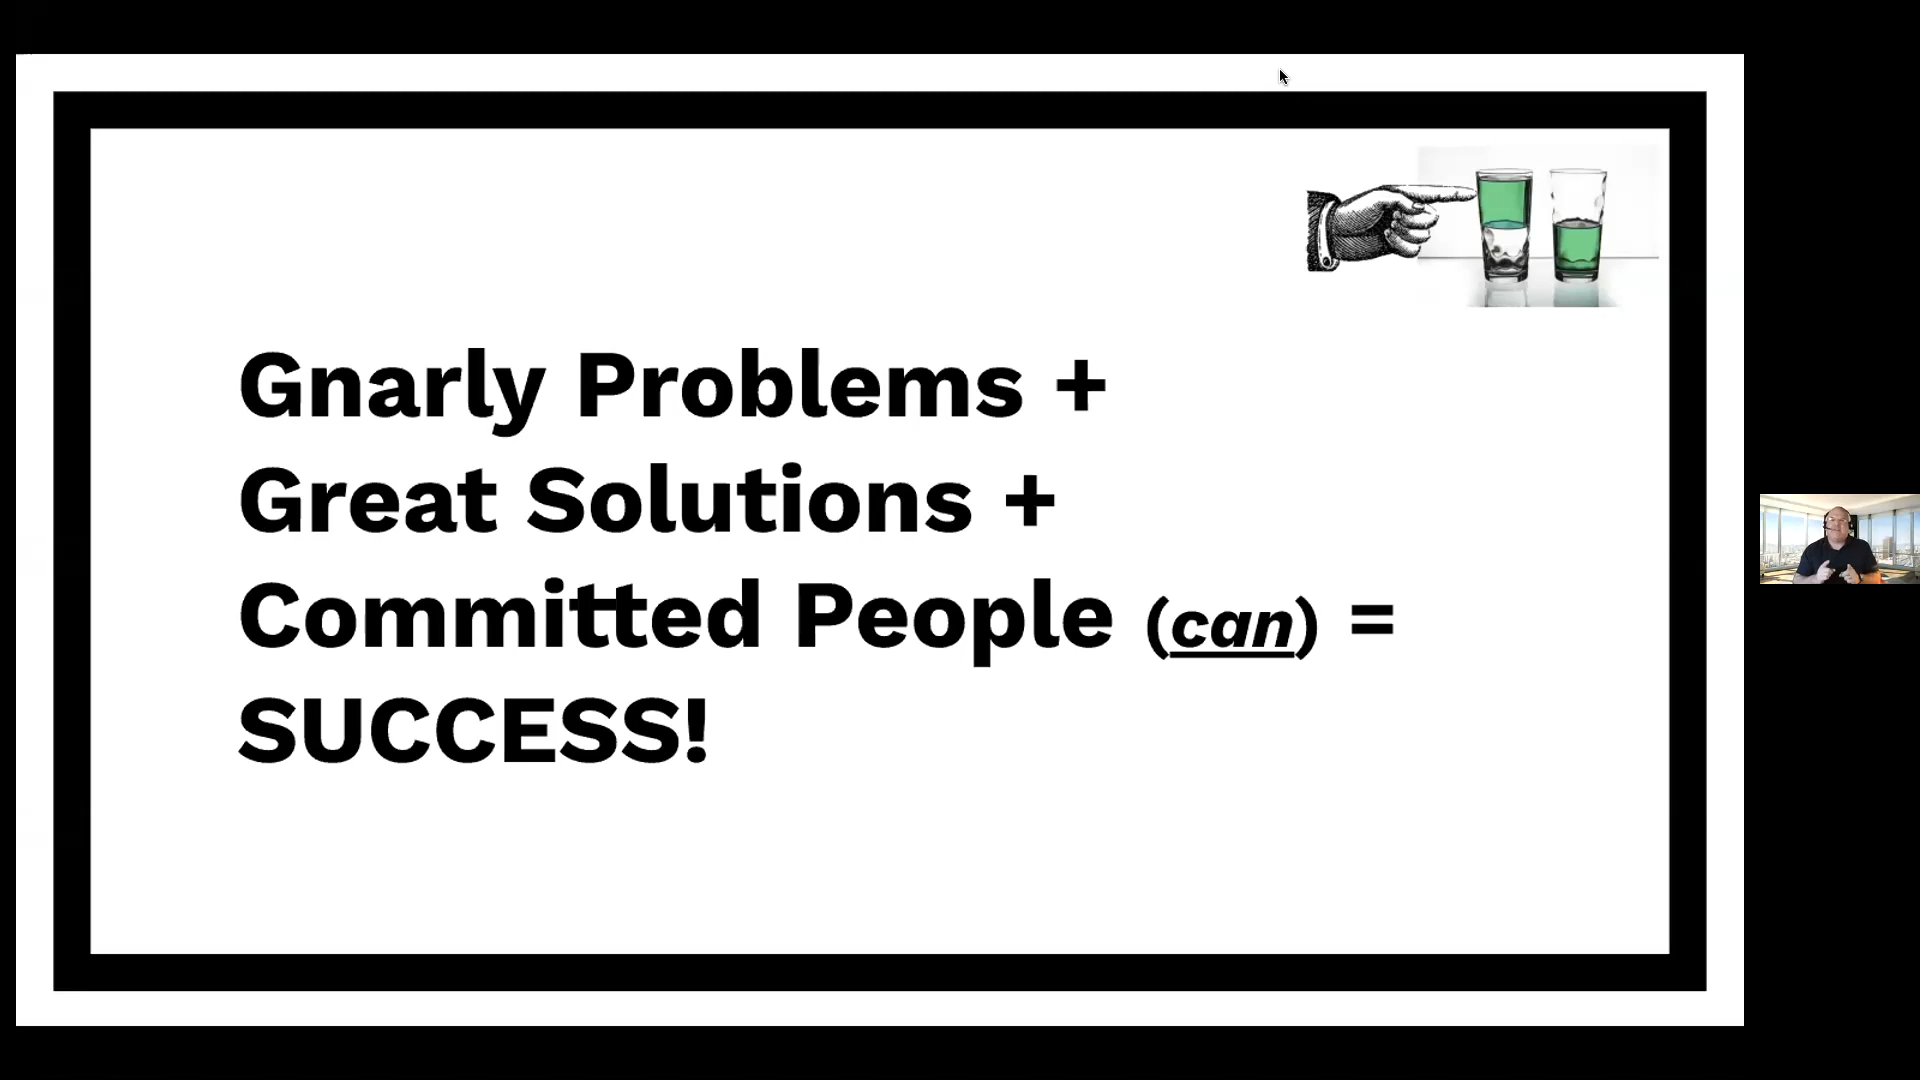 Gnarly Problems +
Great Solutions +
Committed People (can) =
SUCCESS!